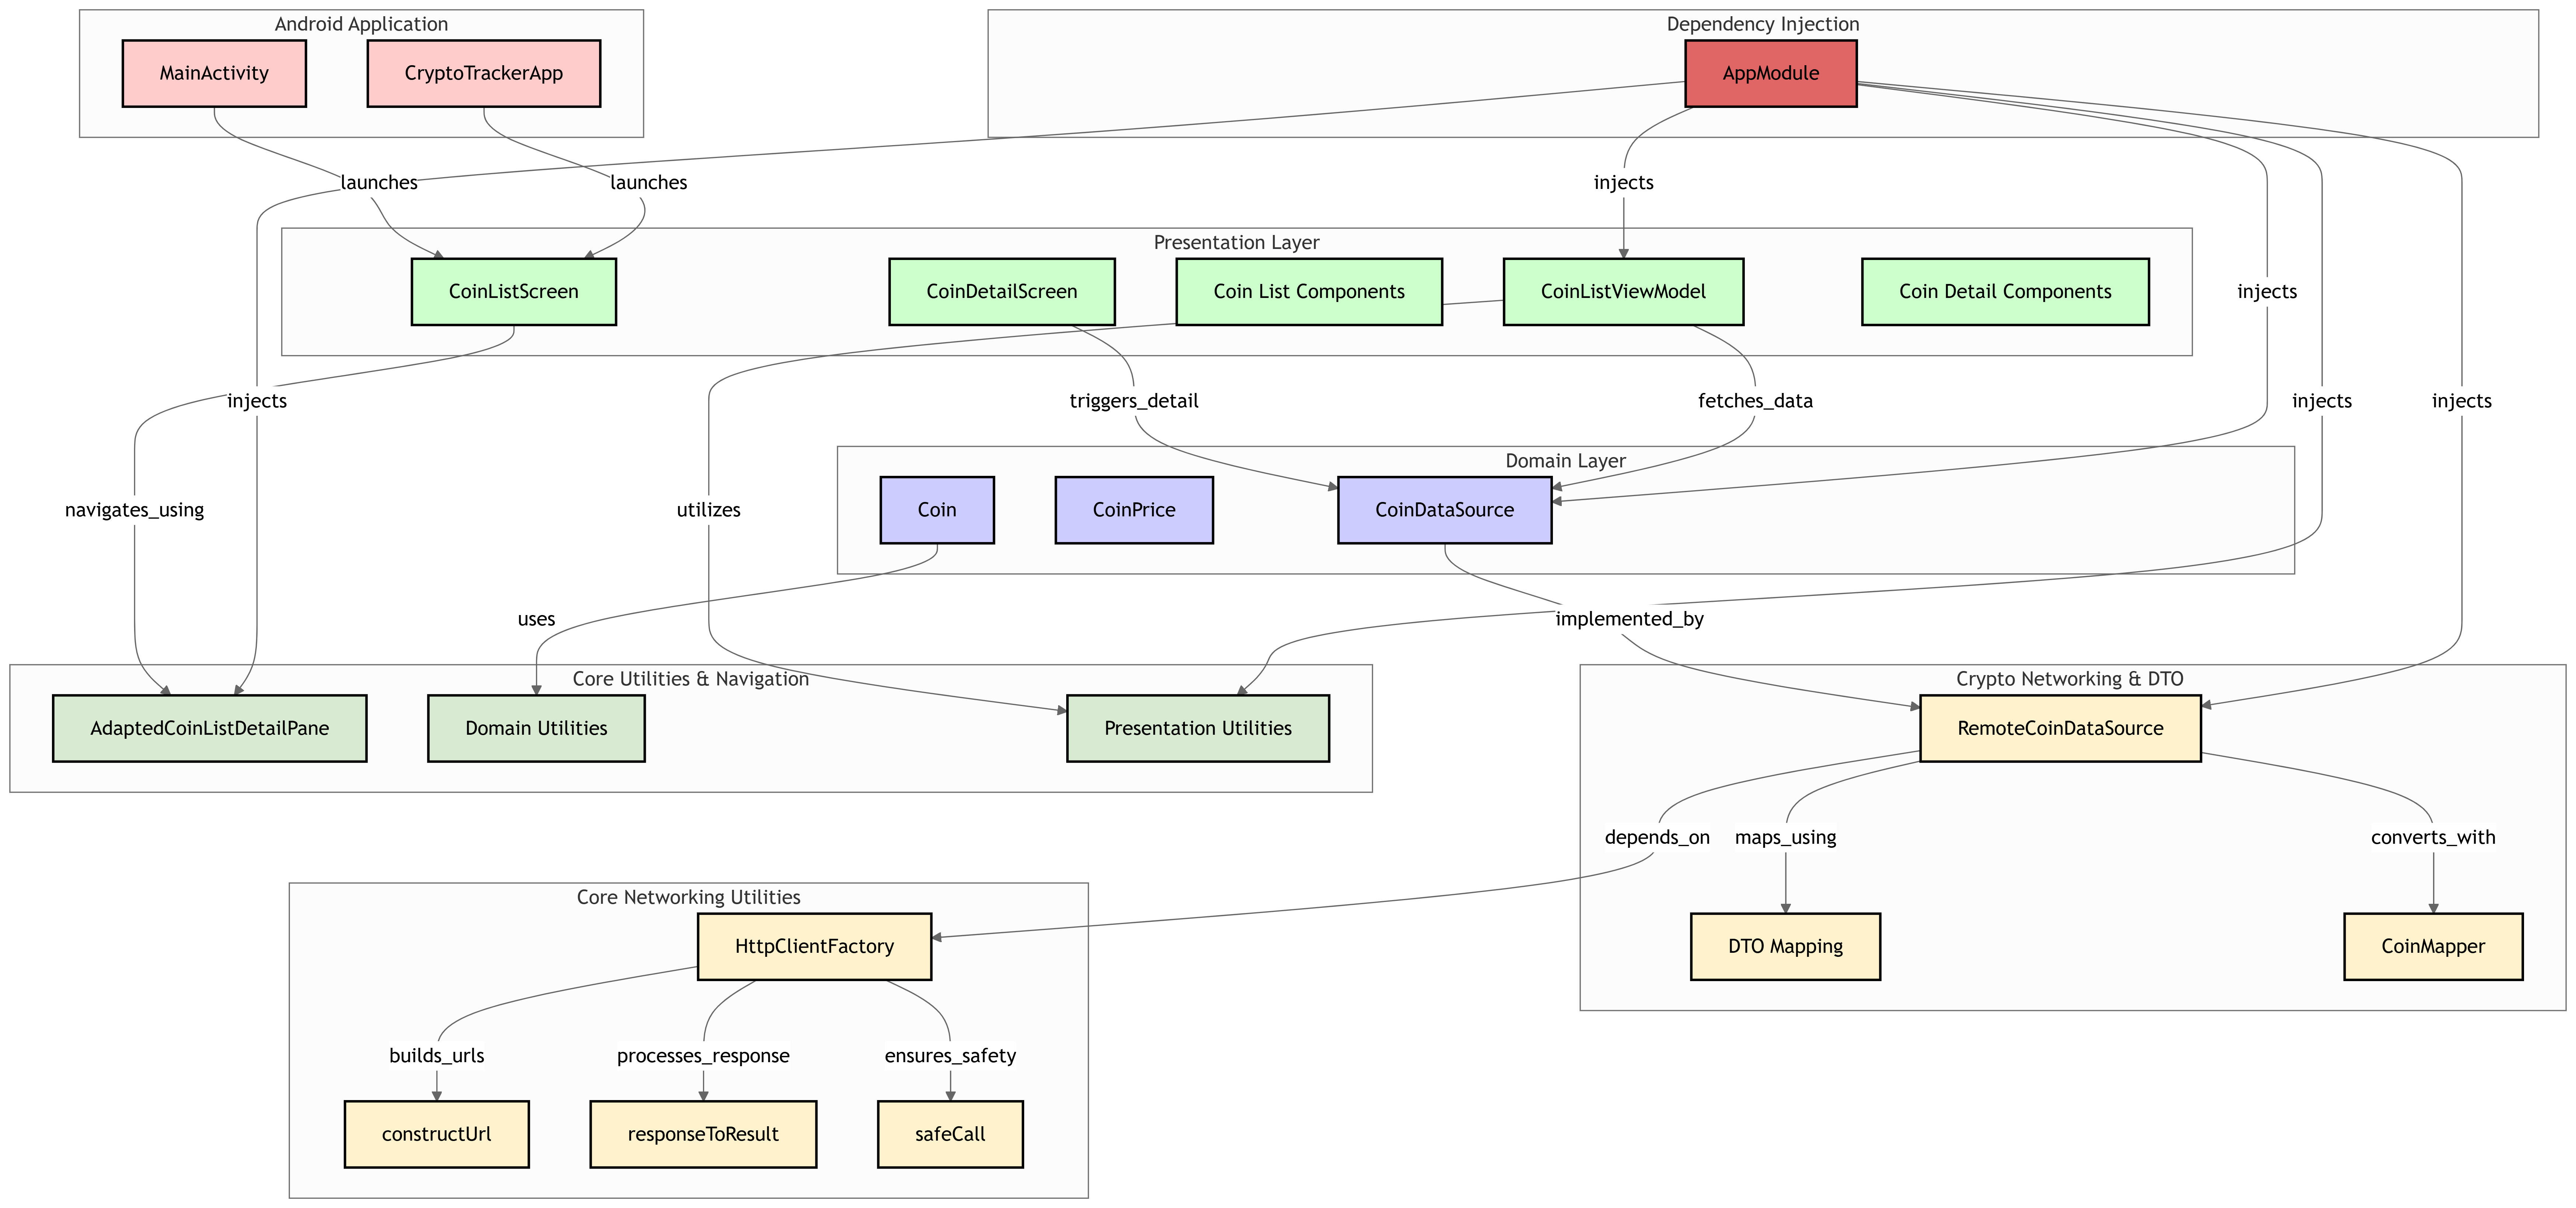 Android Application
Dependency Injection
MainActivity
CryptoTrackerApp
AppModule
launches
launches
injects
Presentation Layer
CoinListScreen
CoinDetailScreen
Coin List Components
CoinListViewModel
Coin Detail Components
injects
injects
triggers_detail
fetches_data
injects
injects
Domain Layer
navigates_using
utilizes
Coin
CoinPrice
CoinDataSource
uses
implemented_by
Core Utilities & Navigation
Crypto Networking & DTO
AdaptedCoinListDetailPane
Domain Utilities
Presentation Utilities
RemoteCoinDataSource
depends_on
maps_using
converts_with
Core Networking Utilities
HttpClientFactory
DTO Mapping
CoinMapper
builds_urls
processes_response
ensures_safety
constructUrl
responseToResult
safeCall